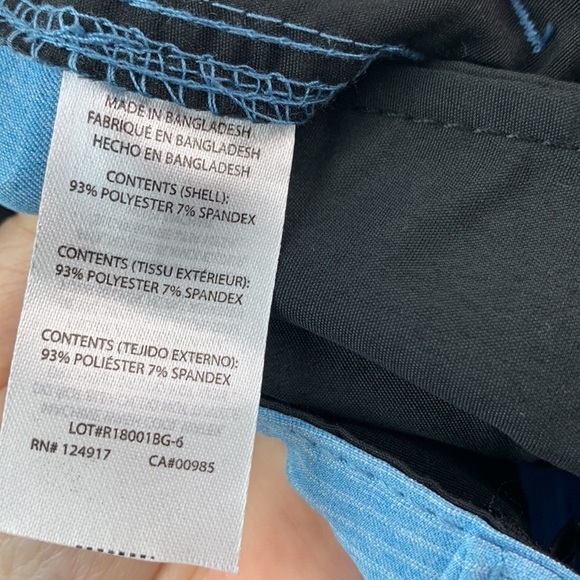 MADE IN BANGLADESH
FABRIQUÉ EN BANGLADESH
HECHO EN BANGLADESH
CONTENTS (SHELL):
93% POLYESTER 7% SPANDEX
CONTENTS (TISSU EXTÉRIEUR):
93% POLYESTER 7% SPANDEX
CONTENTS (TEJIDO EXTERNO):
93% POLIÉSTER 7% SPANDEX
LOT#R18001BG-6
RN# 124917 CA#00985